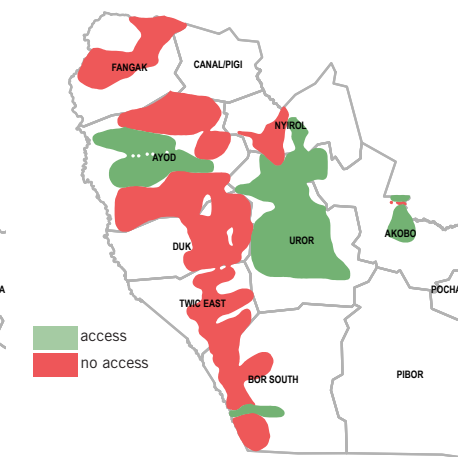 FANGAK
CANAL/PIGI
NYIROL
AYOD
AKOBO
DUK
UROR
A
POCHA
TWIC EAST
access
no access
BOR SOUTH
PIBOR